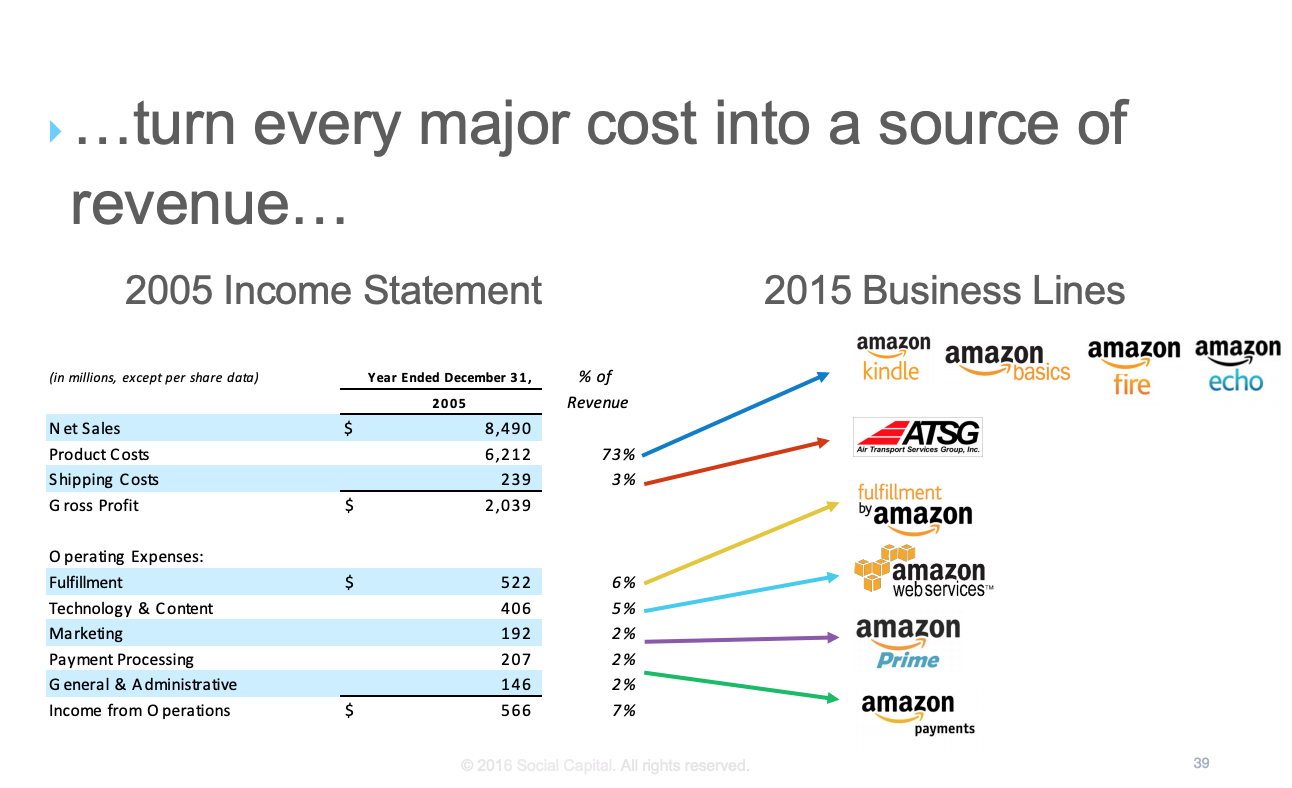 …turn every major cost into a source of
revenue…
2005 Income Statement
2015 Business Lines
(in millions, except per share data)
Year Ended December 31,
% of
2005
Revenue
Net Sales $ 8,490
Product Costs 6,212 73%
Shipping Costs 239 3%
Gross Profit $ 2,039
Operating Expenses:
Fulfillment $ 522 6%
Technology & Content 406 5%
Marketing 192 2%
Payment Processing 207 2%
General & Administrative 146 2%
Income from Operations $ 566 7%
amazon
kindle
amazon
basics
amazon
fire
amazon
echo
ATSG
Air Transport Services Group, Inc.
fulfillment
by amazon
amazon
webservices™
amazon
Prime
amazon
payments
© 2016 Social Capital. All rights reserved.
39